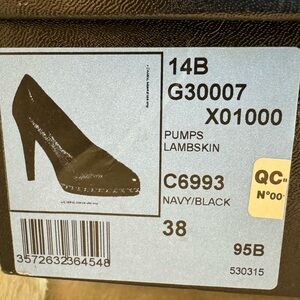 14B
G30007
X01000
PUMPS
LAMBSKIN
C6993
NAVY/BLACK
QC
N°00
38
95B
3572632364548
530315